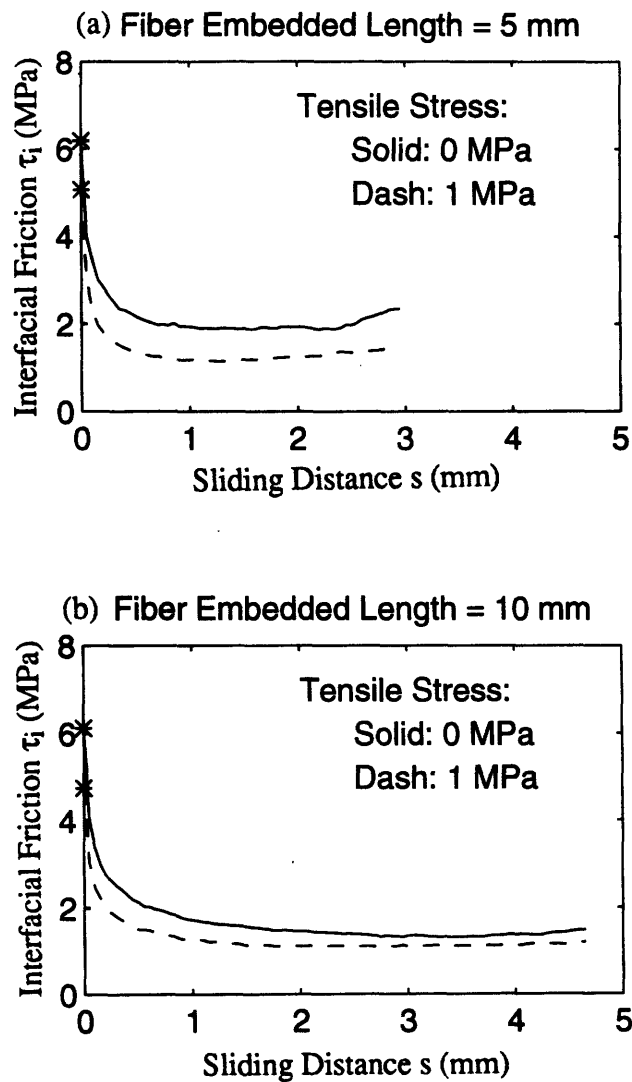 (a) Fiber Embedded Length = 5 mm
8
6
4
2
0
Interfacial Friction τi (MPa)
Tensile Stress:
Solid: 0 MPa
Dash: 1 MPa
0 1 2 3 4 5
Sliding Distance s (mm)
(b) Fiber Embedded Length = 10 mm
8
6
4
2
0
Interfacial Friction τi (MPa)
Tensile Stress:
Solid: 0 MPa
Dash: 1 MPa
0 1 2 3 4 5
Sliding Distance s (mm)